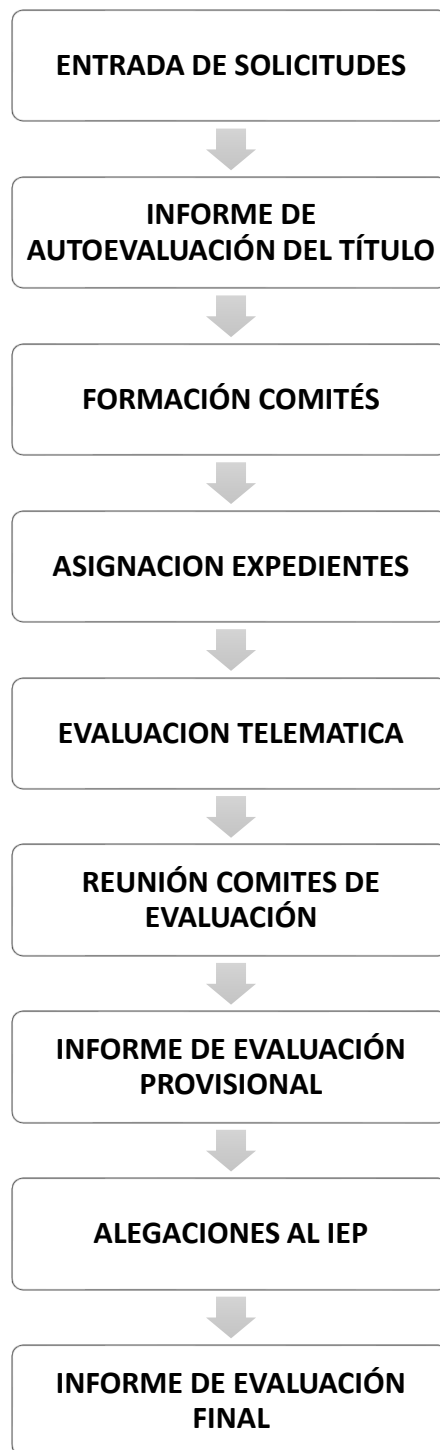 ENTRADA DE SOLICITUDES
INFORME DE
AUTOEVALUACIÓN DEL TÍTULO
FORMACIÓN COMITÉS
ASIGNACION EXPEDIENTES
EVALUACION TELEMATICA
REUNIÓN COMITES DE
EVALUACIÓN
INFORME DE EVALUACIÓN
PROVISIONAL
ALEGACIONES AL IEP
INFORME DE EVALUACIÓN
FINAL